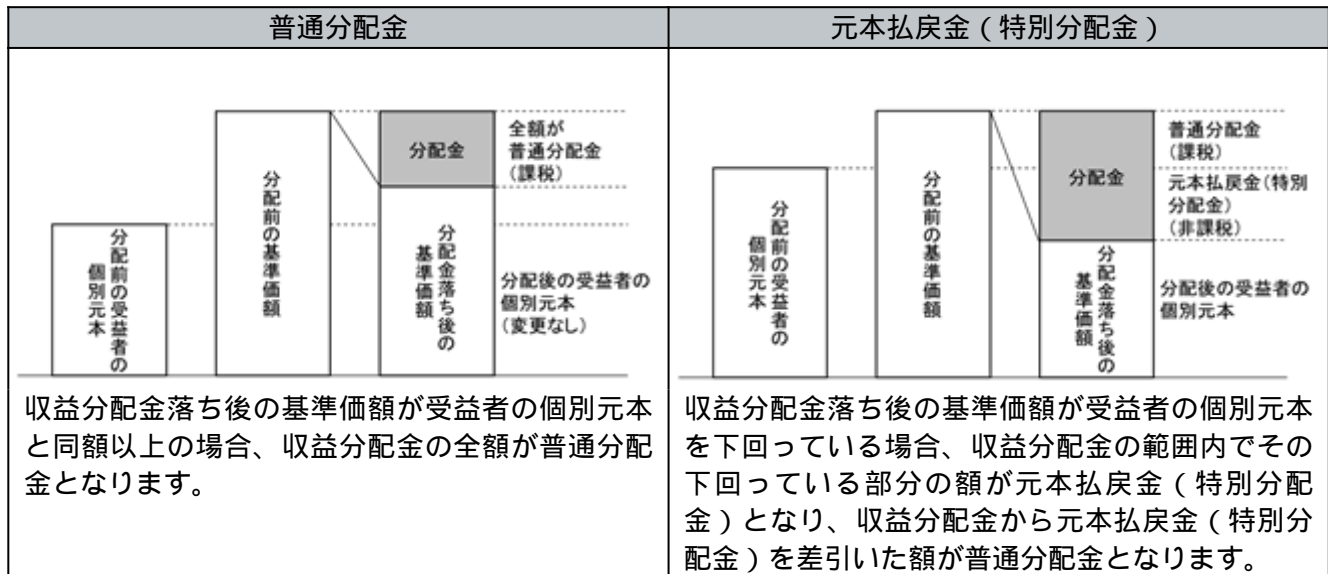 普通分配金
分配前の受益者の
個別元本
分配前の基準価額
分配金
分配金落ち後の
基準価額
全額が
普通分配金
(課税)
分配後の受益者の
個別元本
(変更なし)
収益分配金落ち後の基準価額が受益者の個別元本
と同額以上の場合、収益分配金の全額が普通分配
金となります。
元本払戻金(特別分配金)
分配前の受益者の
個別元本
分配前の基準価額
分配金
分配金落ち後の
基準価額
普通分配金
(課税)
元本払戻金(特別
分配金)
(非課税)
分配後の受益者の
個別元本
収益分配金落ち後の基準価額が受益者の個別元本
を下回っている場合、収益分配金の範囲内でその
下回っている部分の額が元本払戻金(特別分配
金)となり、収益分配金から元本払戻金(特別分
配金)を差引いた額が普通分配金となります。